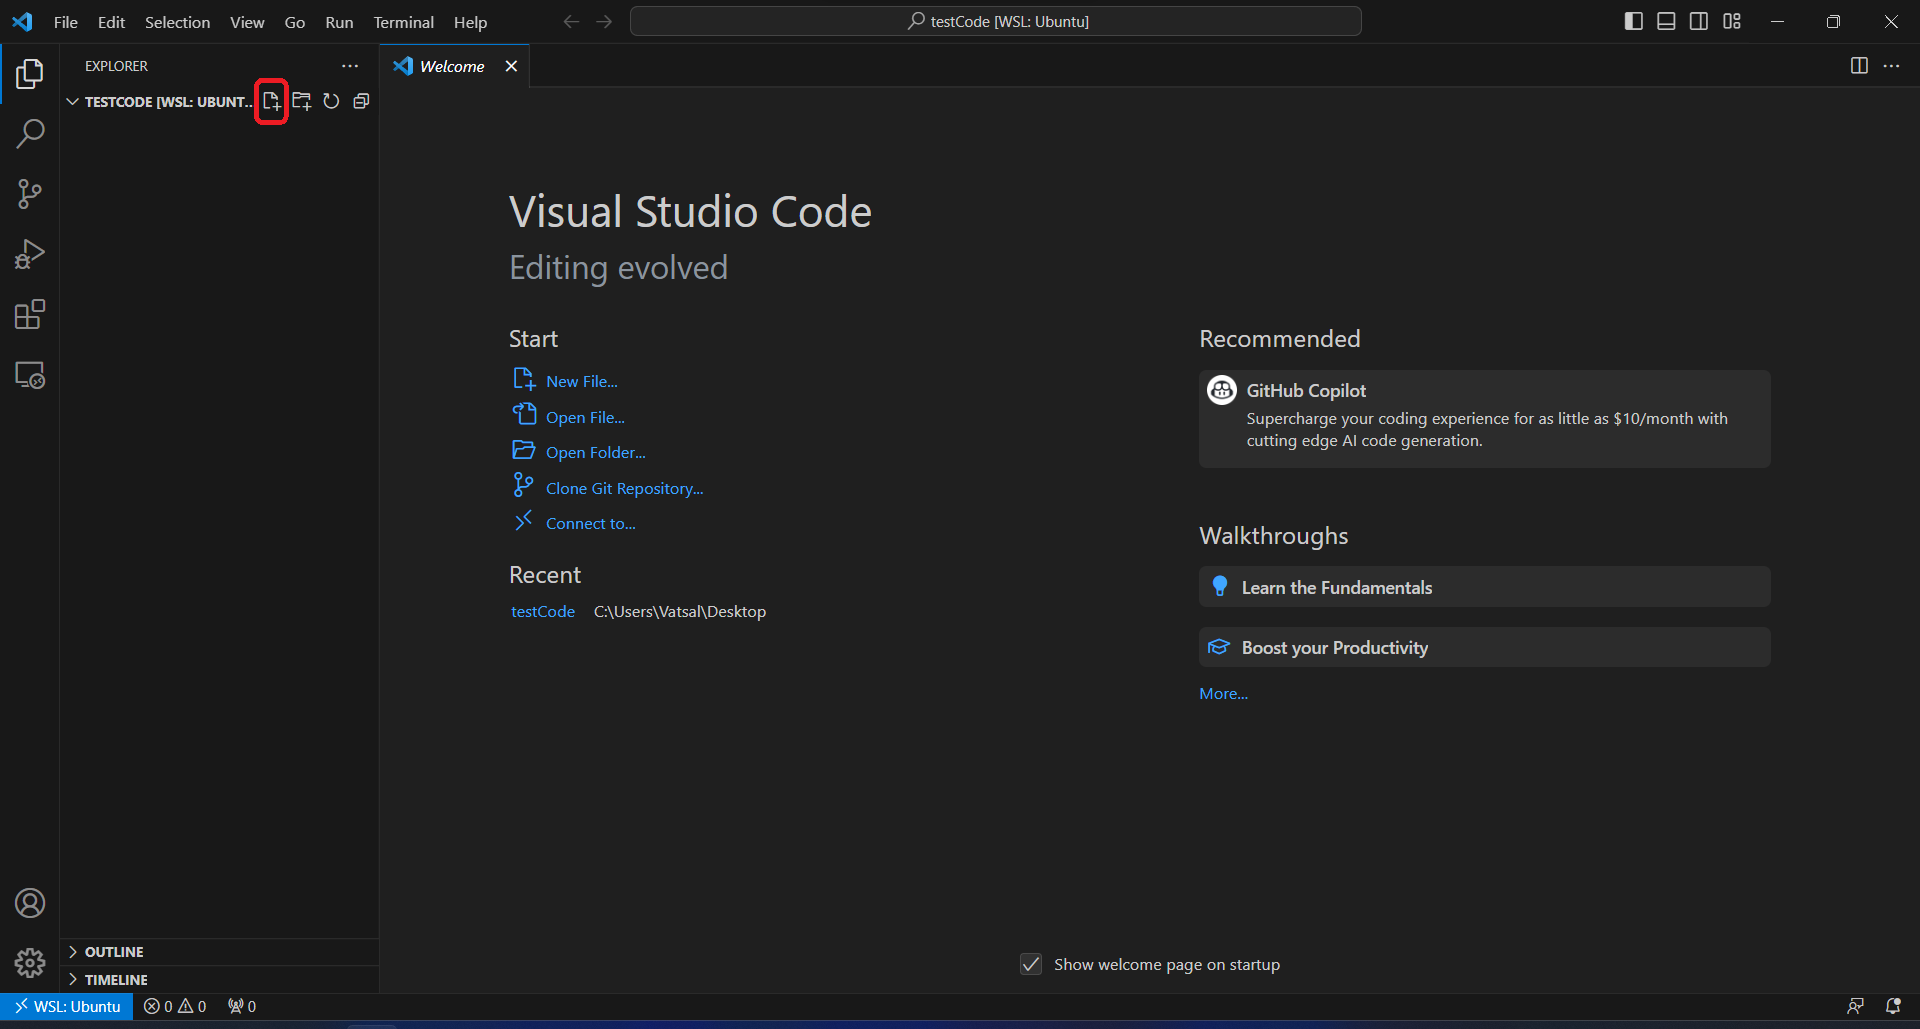 File Edit Selection View Go Run Terminal Help
testCode [WSL: Ubuntu]
EXPLORER
Welcome
TESTCODE [WSL: UBUNT...
Visual Studio Code
Editing evolved
Start
New File...
Open File...
Open Folder...
Clone Git Repository...
Connect to...
Recent
testCode C:\Users\Vatsal\Desktop
Recommended
GitHub Copilot
Supercharge your coding experience for as little as $10/month with
cutting edge AI code generation.
Walkthroughs
Learn the Fundamentals
Boost your Productivity
More...
Show welcome page on startup
OUTLINE
TIMELINE
WSL: Ubuntu 0 0 0